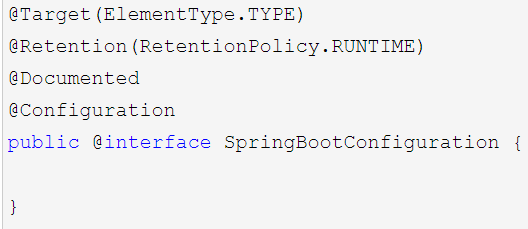 @Target(ElementType.TYPE)
@Retention(RetentionPolicy.RUNTIME)
@Documented
@Configuration
public @interface SpringBootConfiguration {
}